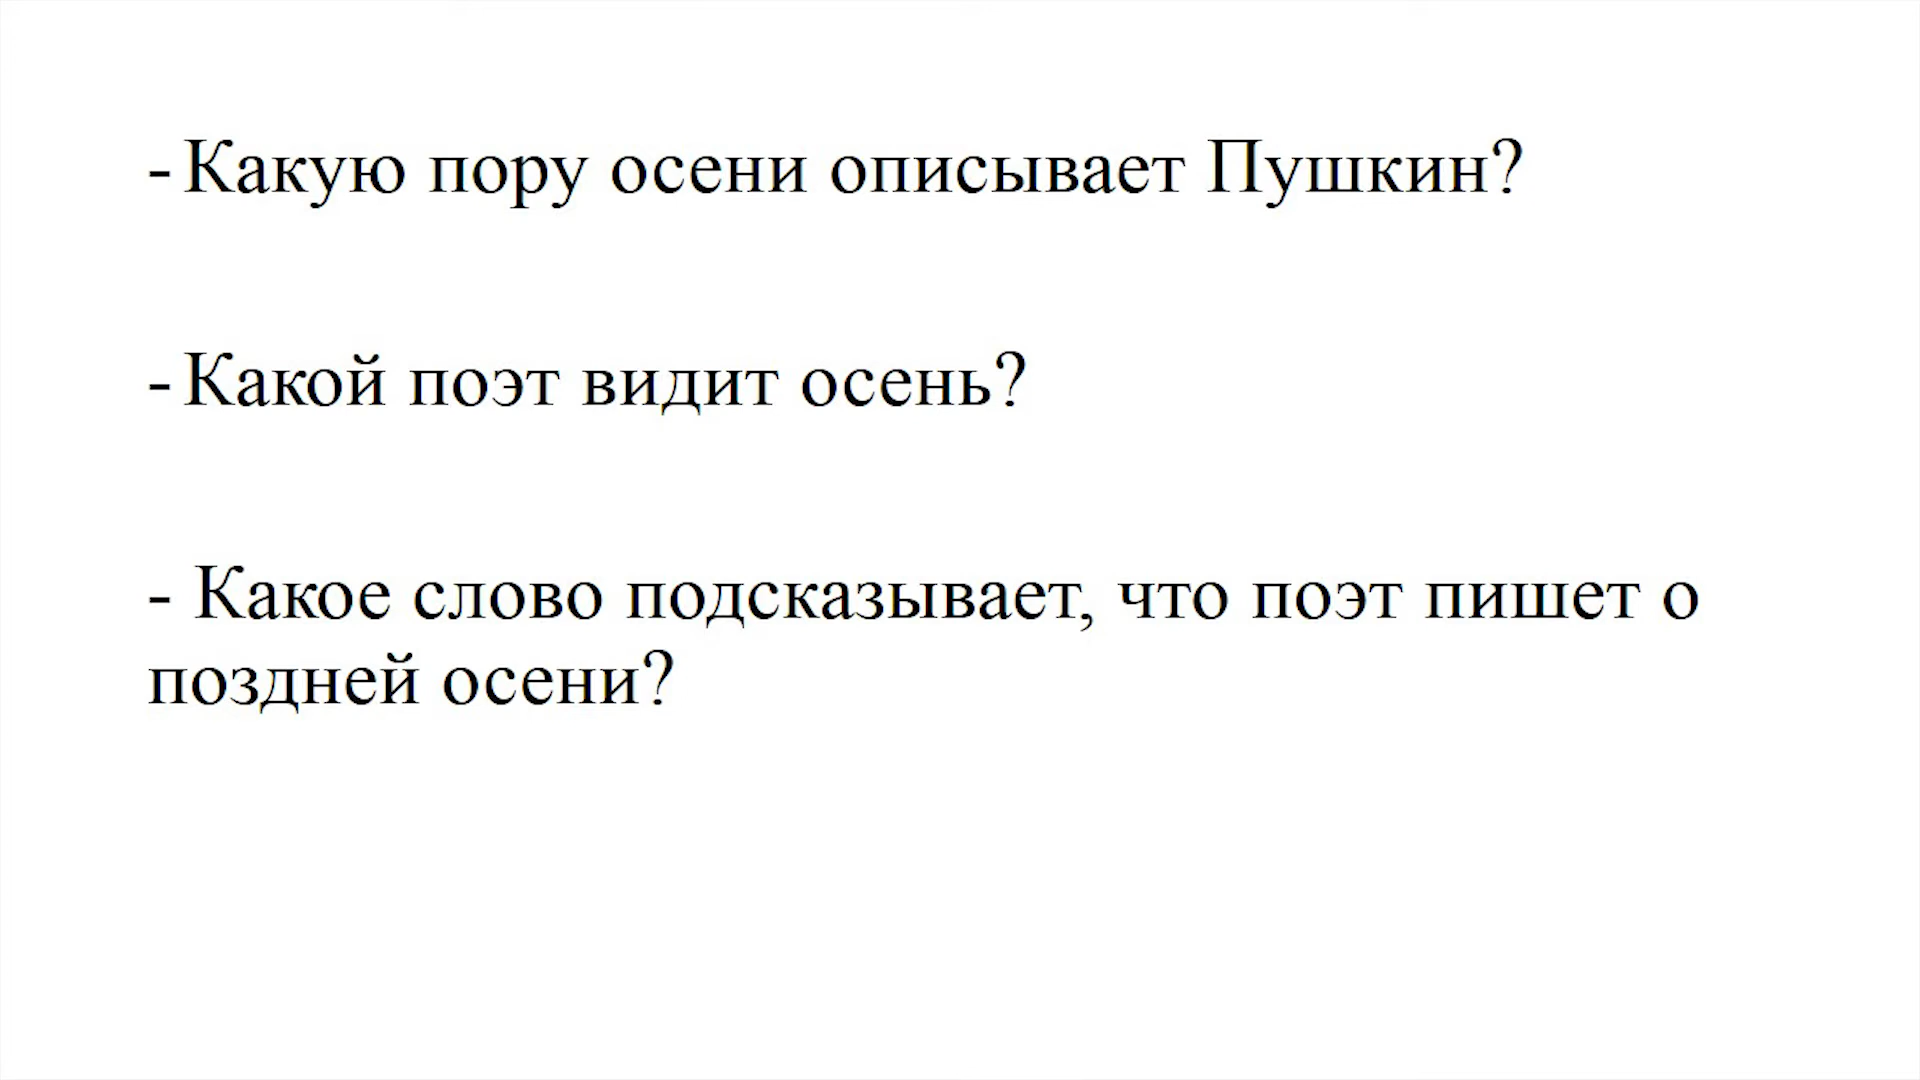 - Какую пору осени описывает Пушкин?
- Какой поэт видит осень?
- Какое слово подсказывает, что поэт пишет о
поздней осени?